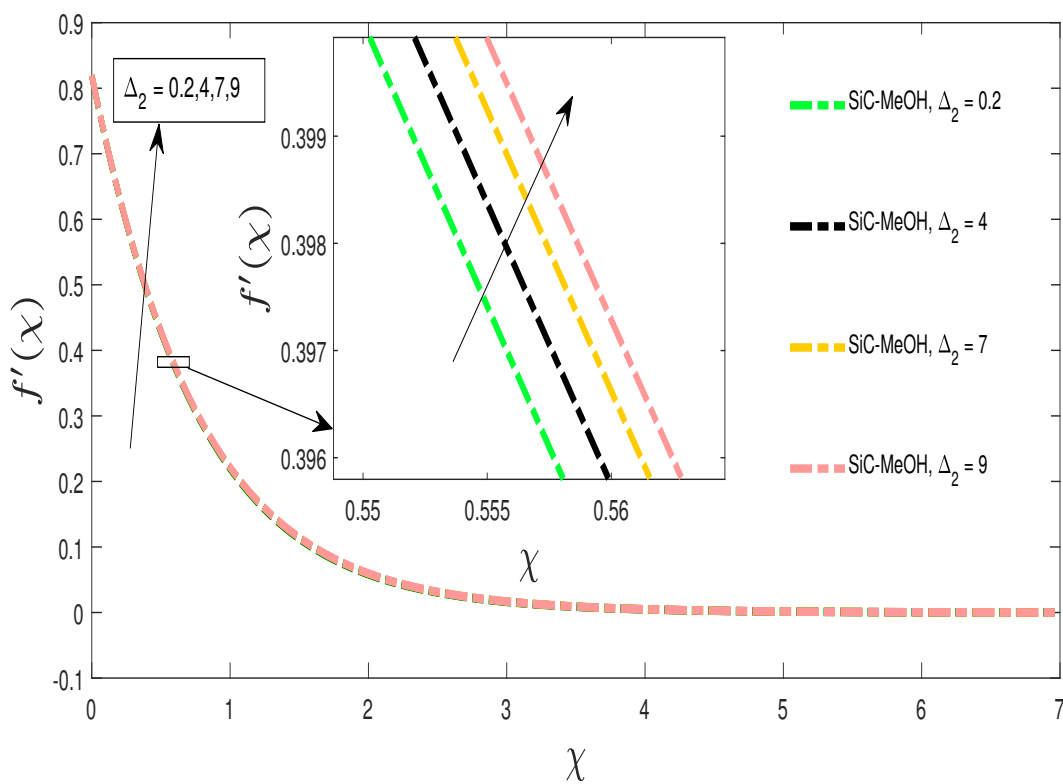 f′(χ)
0.9
0.8
0.7
0.6
0.5
0.4
0.3
0.2
0.1
0
-0.1
0 1 2 3 4 5 6 7
χ
Δ₂ = 0.2,4,7,9
f′(χ)
0.399
0.398
0.397
0.396
0.55 0.555 0.56
χ
SiC-MeOH, Δ₂ = 0.2
SiC-MeOH, Δ₂ = 4
SiC-MeOH, Δ₂ = 7
SiC-MeOH, Δ₂ = 9